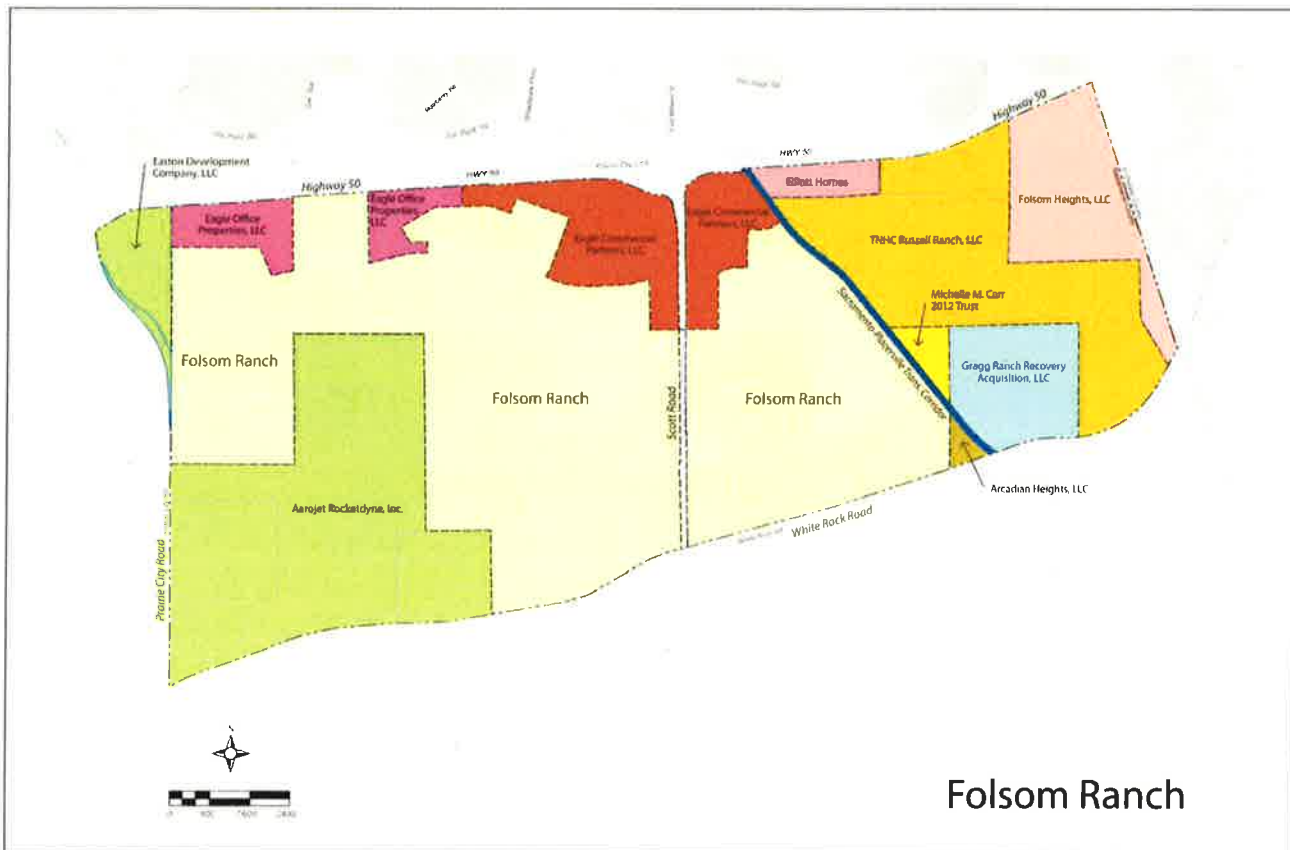 Highway 50
Easton Development
Company, LLC
HWY 50
Highway 50
HWY 50
Elliott Homes
Eagle Office
Properties, LLC
Eagle Office
Properties,
LLC
Eagle Commercial
Partners, LLC
Eagle Commercial
Partners, LLC
Folsom Heights, LLC
TNHC Russell Ranch, LLC
Michelle M. Carr
2012 Trust
Sacramento-Placerville Trans. Corridor
Folsom Ranch
Folsom Ranch
Folsom Ranch
Scott Road
Gragg Ranch Recovery
Acquisition, LLC
Arcadian Heights, LLC
Aerojet Rocketdyne, Inc.
White Rock Road
Prairie City Road
N
0
Folsom Ranch